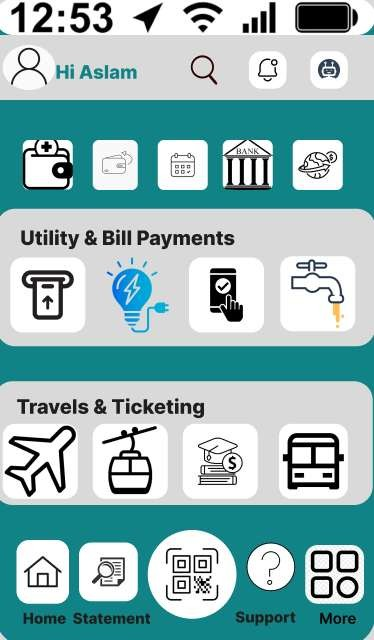 12:53
Hi Aslam
BANK
Utility & Bill Payments
Travels & Ticketing
Home Statement Support More